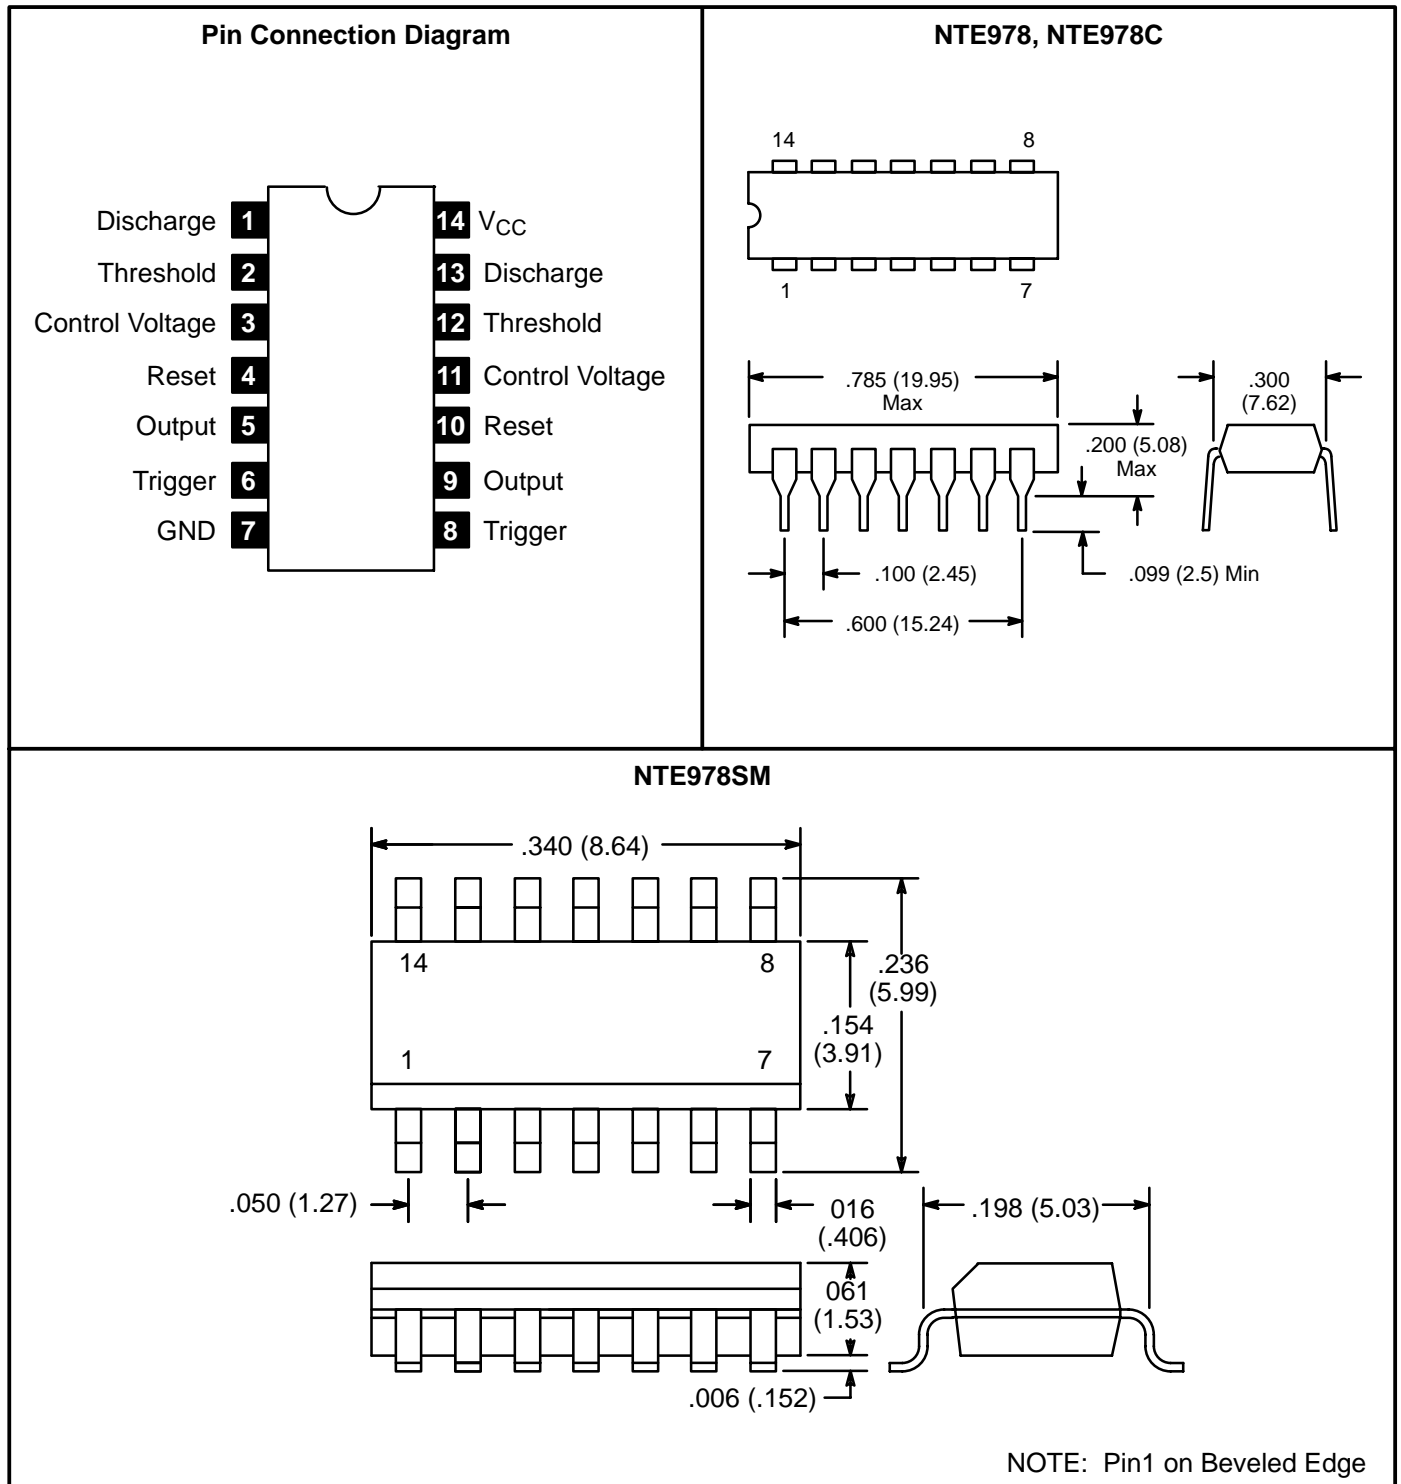 Pin Connection Diagram
Discharge 1
Threshold 2
Control Voltage 3
Reset 4
Output 5
Trigger 6
GND 7
14 VCC
13 Discharge
12 Threshold
11 Control Voltage
10 Reset
9 Output
8 Trigger
NTE978, NTE978C
14 8
1 7
.785 (19.95)
Max
.300
(7.62)
.200 (5.08)
Max
.100 (2.45)
.099 (2.5) Min
.600 (15.24)
NTE978SM
.340 (8.64)
14 8
.236
(5.99)
.154
(3.91)
1 7
.050 (1.27)
016
(.406)
.198 (5.03)
061
(1.53)
.006 (.152)
NOTE: Pin1 on Beveled Edge